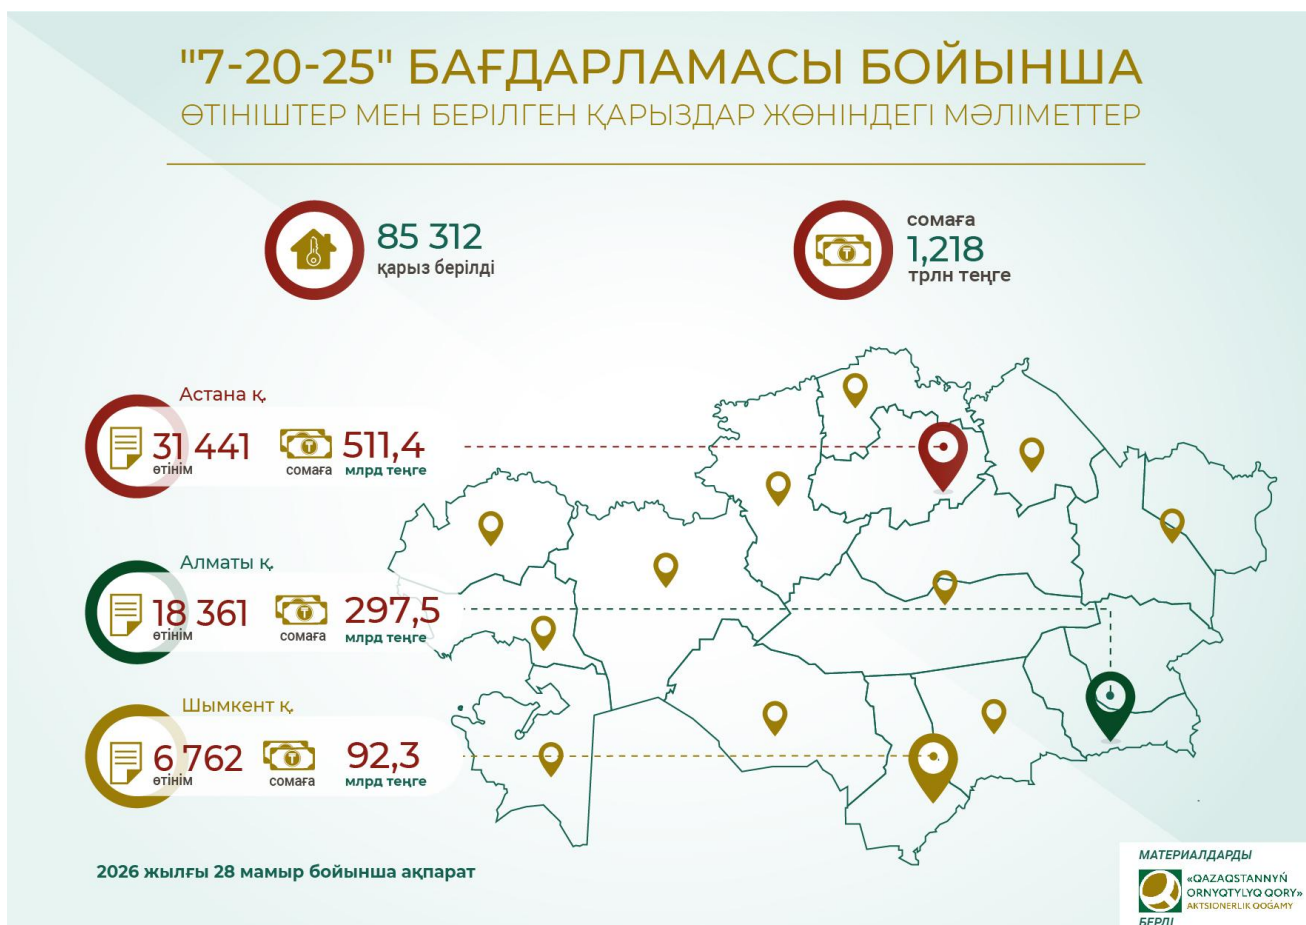 "7-20-25" БАҒДАРЛАМАСЫ БОЙЫНША
ӨТІНІШТЕР МЕН БЕРІЛГЕН ҚАРЫЗДАР ЖӨНІНДЕГІ МӘЛІМЕТТЕР
85 312
қарыз берілді
сомаға
1,218
трлн теңге
Астана қ.
31 441
өтінім
сомаға
511,4
млрд теңге
Алматы қ.
18 361
өтінім
сомаға
297,5
млрд теңге
Шымкент қ.
6 762
өтінім
сомаға
92,3
млрд теңге
2026 жылғы 28 мамыр бойынша ақпарат
МАТЕРИАЛДАРДЫ
«QAZAQSTANNYŃ
ORNYQTYLYQ QORY»
AKTSIONERLIK QOǴAMY
БЕРДІ